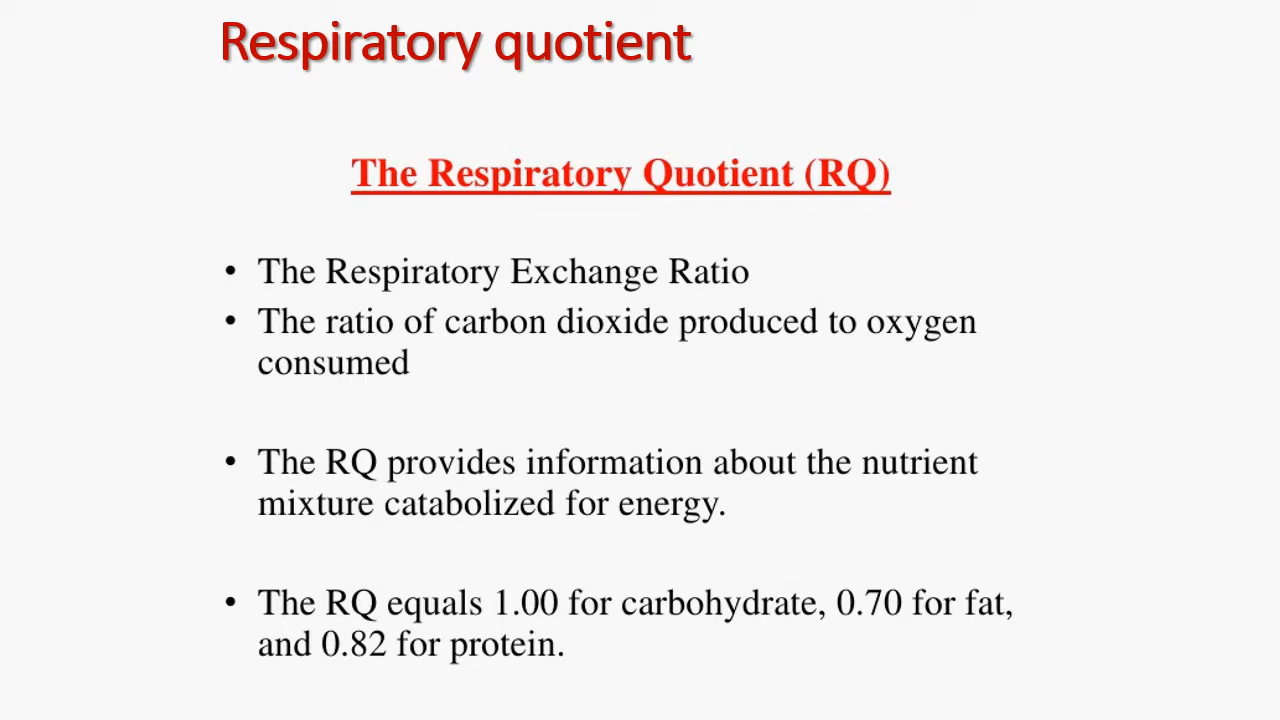 Respiratory quotient
The Respiratory Quotient (RQ)
• The Respiratory Exchange Ratio
• The ratio of carbon dioxide produced to oxygen
consumed
• The RQ provides information about the nutrient
mixture catabolized for energy.
• The RQ equals 1.00 for carbohydrate, 0.70 for fat,
and 0.82 for protein.